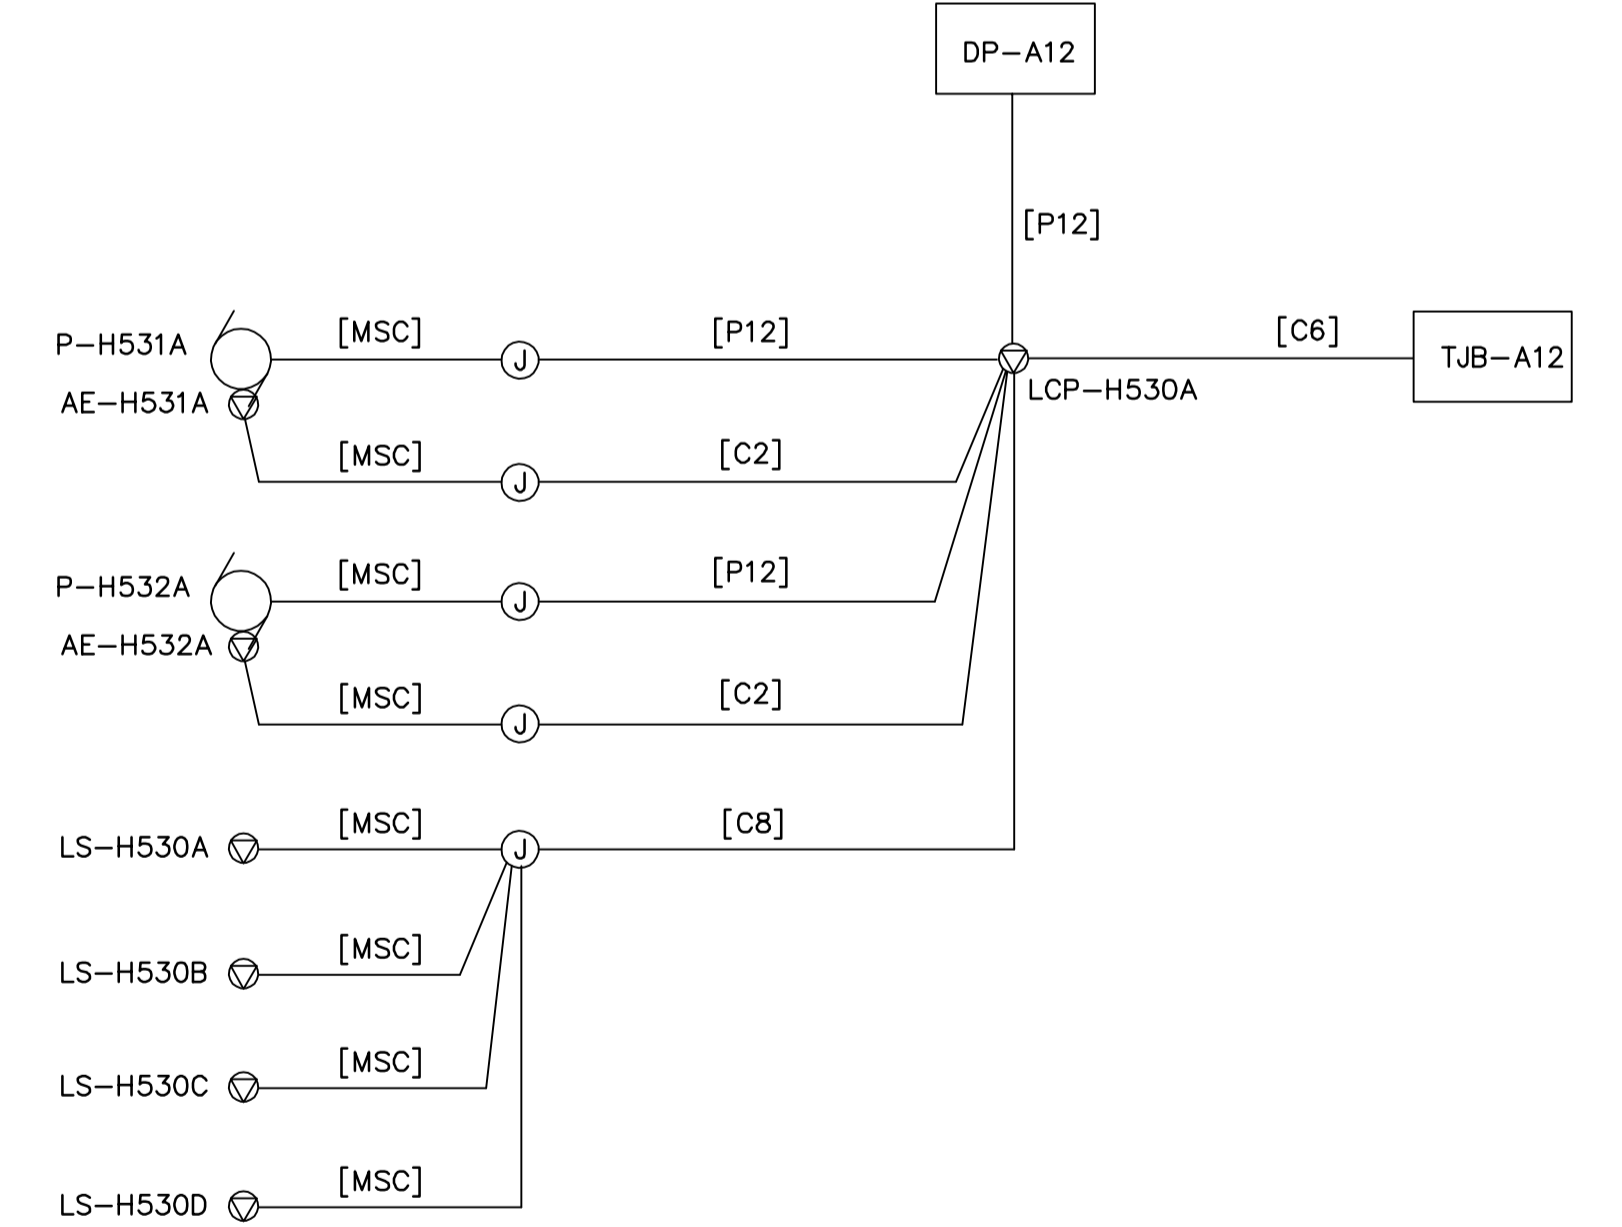 DP-A12
[P12]
P-H531A
[MSC]
J
[P12]
[C6]
TJB-A12
LCP-H530A
AE-H531A
[MSC]
J
[C2]
P-H532A
[MSC]
J
[P12]
AE-H532A
[MSC]
J
[C2]
LS-H530A
[MSC]
J
[C8]
LS-H530B
[MSC]
LS-H530C
[MSC]
LS-H530D
[MSC]